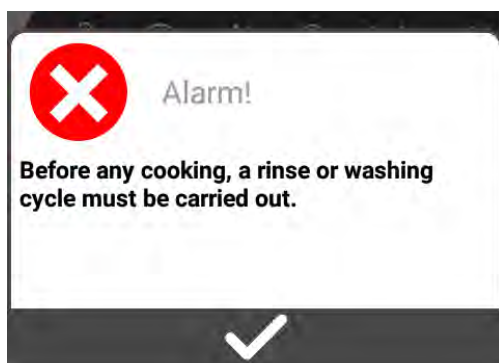 Alarm!
Before any cooking, a rinse or washing
cycle must be carried out.